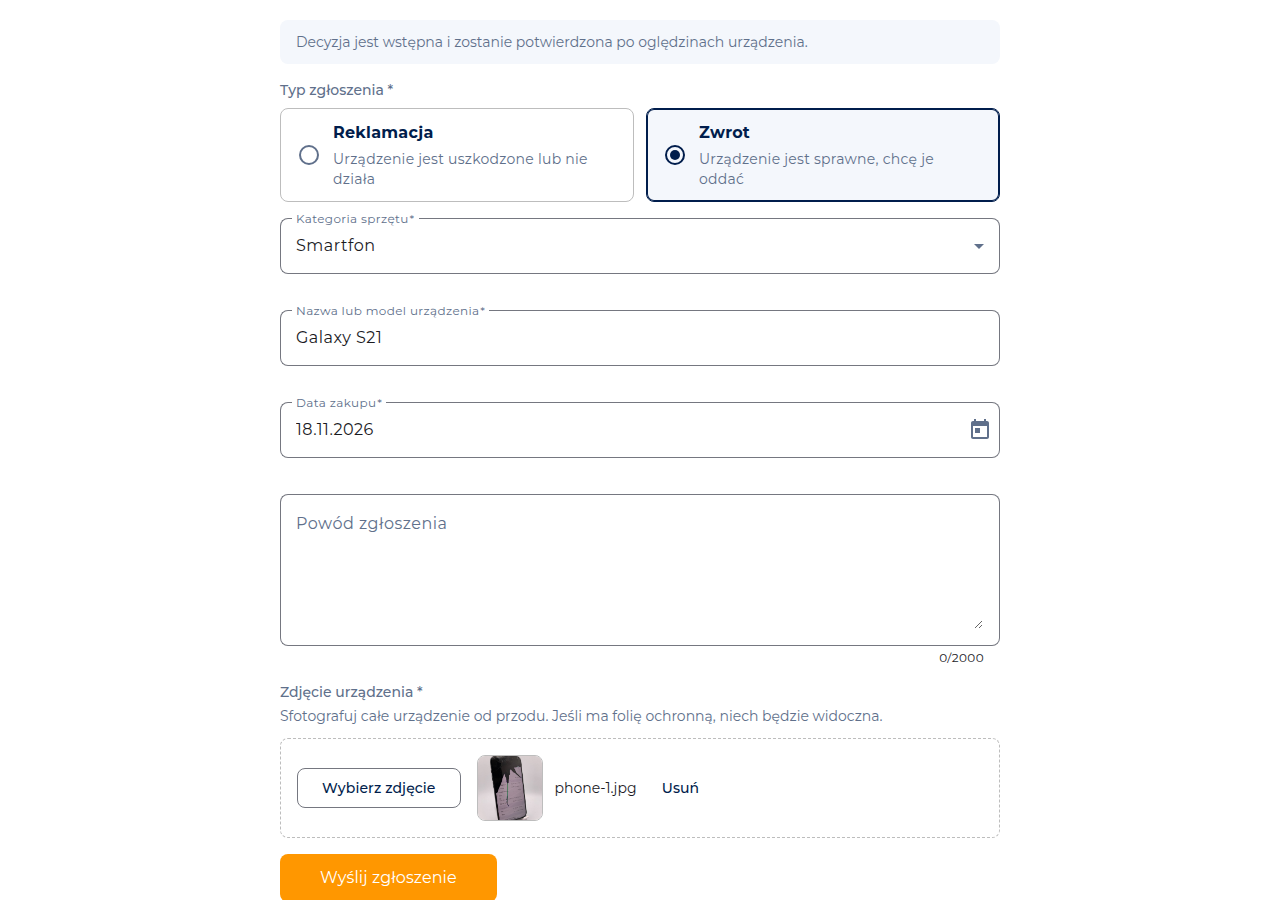 Decyzja jest wstępna i zostanie potwierdzona po oględzinach urządzenia.
Typ zgłoszenia *
Reklamacja
Urządzenie jest uszkodzone lub nie
działa
Zwrot
Urządzenie jest sprawne, chcę je
oddać
Kategoria sprzętu*
Smartfon
Nazwa lub model urządzenia*
Galaxy S21
Data zakupu*
18.11.2026
Powód zgłoszenia
0/2000
Zdjęcie urządzenia *
Sfotografuj całe urządzenie od przodu. Jeśli ma folię ochronną, niech będzie widoczna.
Wybierz zdjęcie
phone-1.jpg
Usuń
Wyślij zgłoszenie